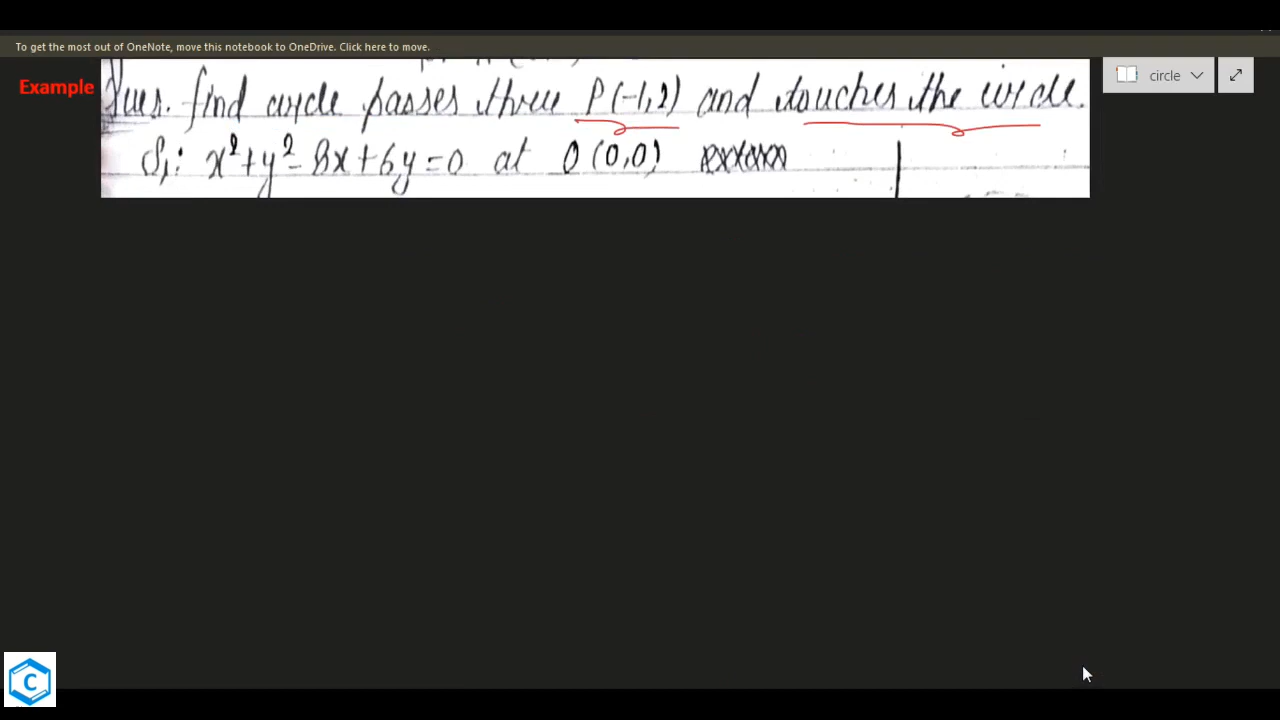 To get the most out of OneNote, move this notebook to OneDrive. Click here to move.
Example
Ques. find circle passes three P(-1,2) and touches the circle.
S₁: x²+y²-8x+6y=0 at O(0,0)
circle
C